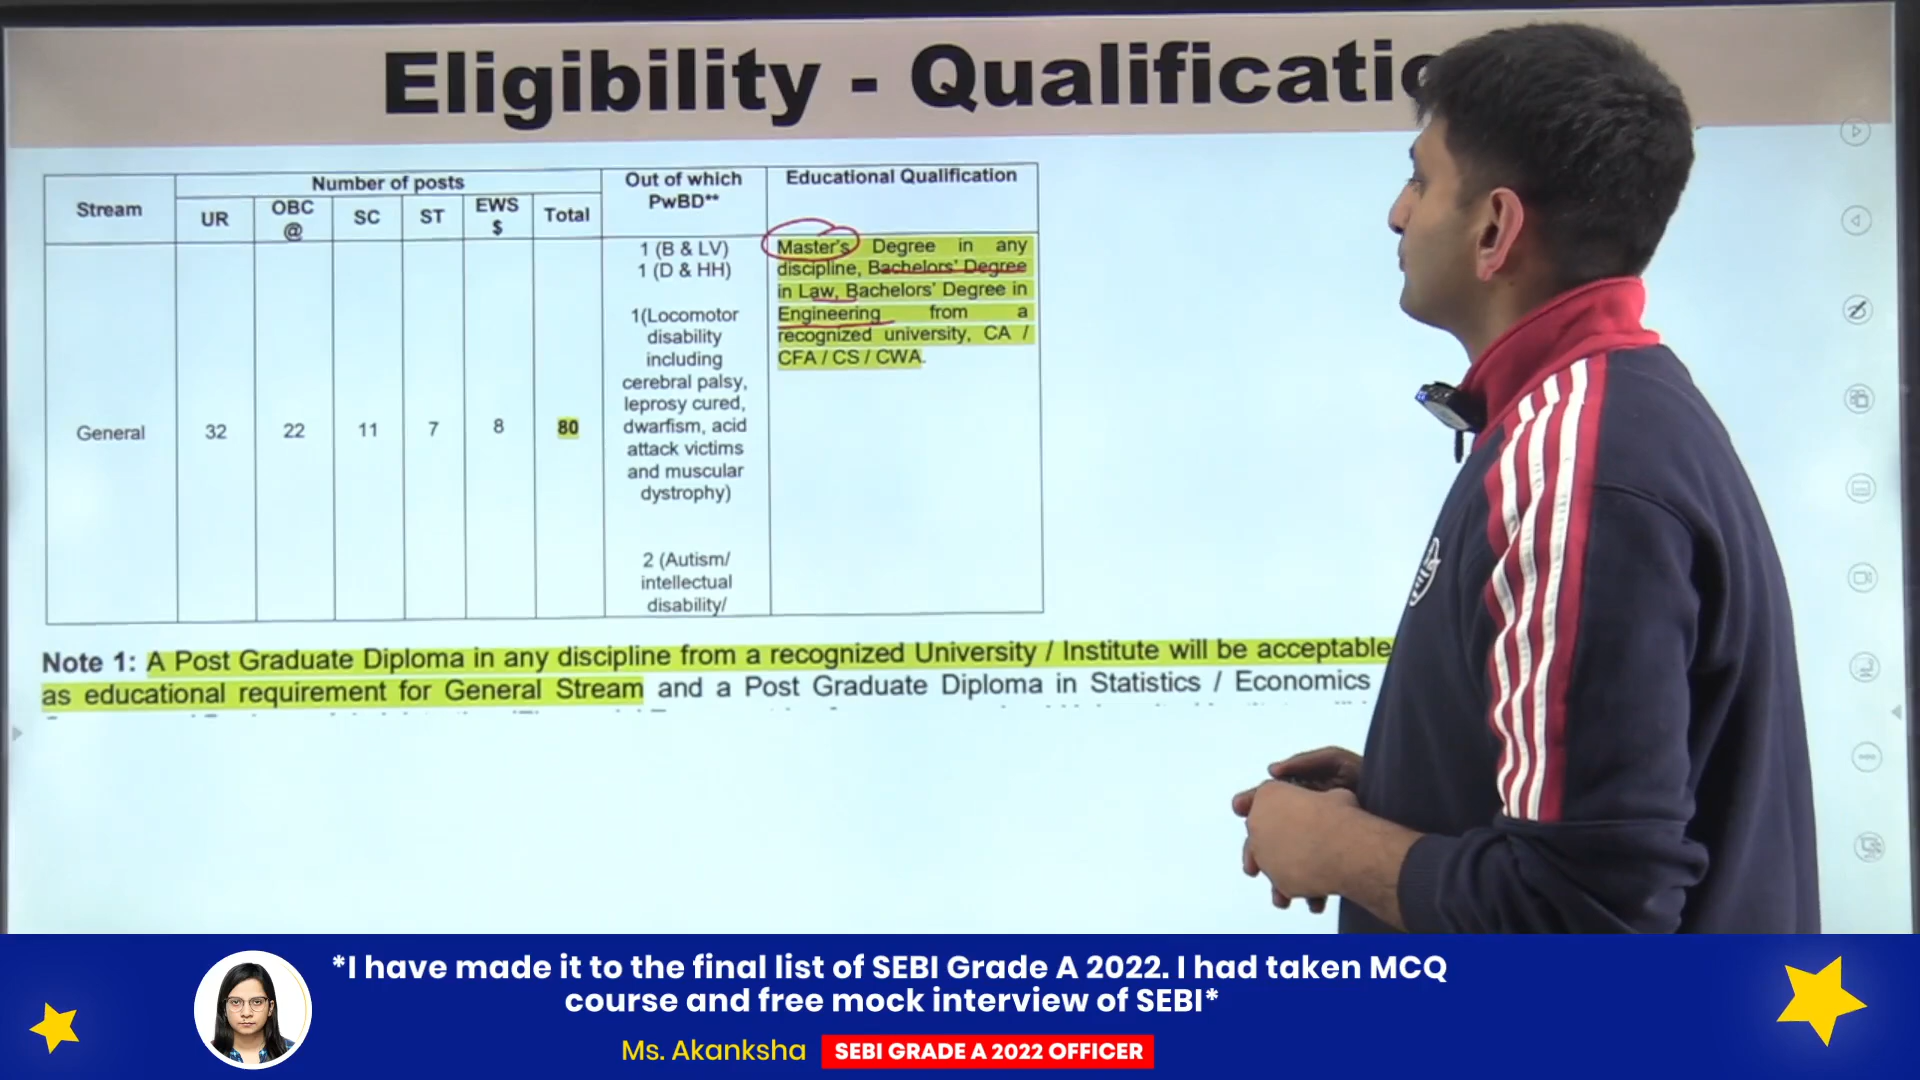 Eligibility - Qualificatio
Stream
Number of posts
UR
OBC
@
SC
ST
EWS
$
Total
Out of which
PwBD**
Educational Qualification
General
32
22
11
7
8
80
1 (B & LV)
1 (D & HH)
1(Locomotor
disability
including
cerebral palsy,
leprosy cured,
dwarfism, acid
attack victims
and muscular
dystrophy)
2 (Autism/
intellectual
disability/
Master's Degree in any
discipline, Bachelors' Degree
in Law, Bachelors' Degree in
Engineering from a
recognized university, CA /
CFA / CS / CWA.
Note 1: A Post Graduate Diploma in any discipline from a recognized University / Institute will be acceptable
as educational requirement for General Stream and a Post Graduate Diploma in Statistics / Economics
*I have made it to the final list of SEBI Grade A 2022. I had taken MCQ
course and free mock interview of SEBI*
Ms. Akanksha
SEBI GRADE A 2022 OFFICER